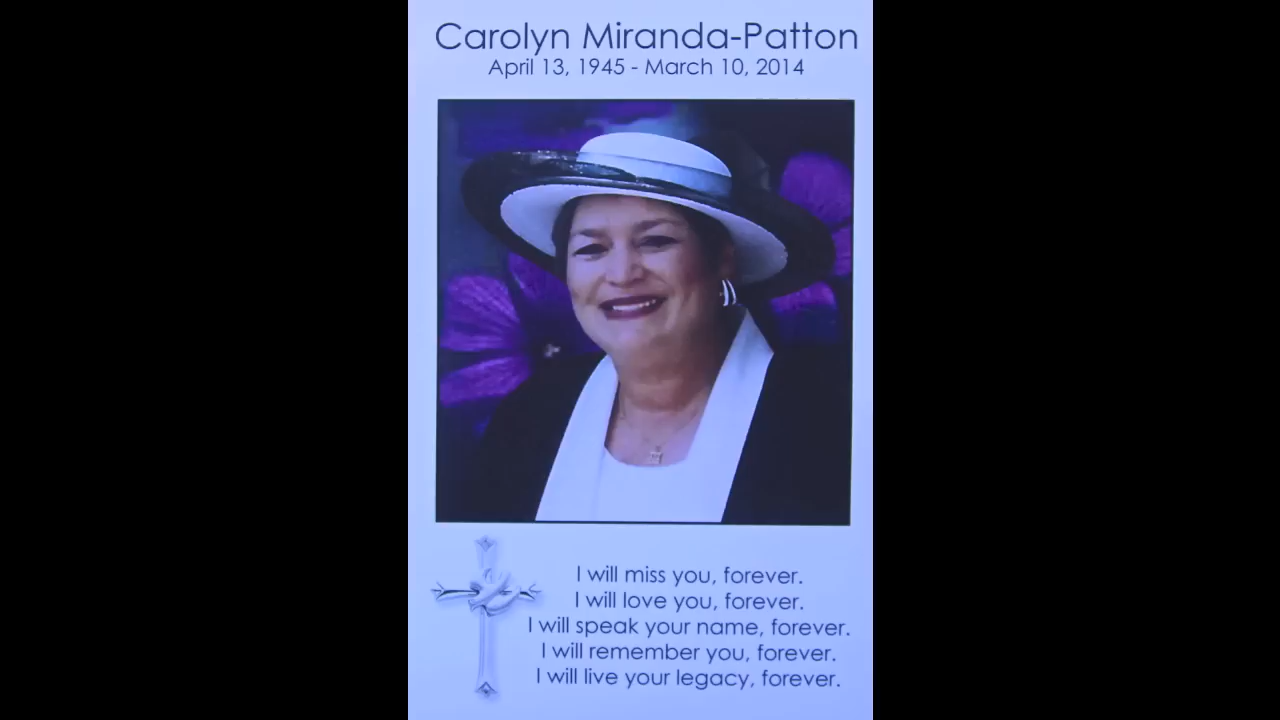 Carolyn Miranda-Patton
April 13, 1945 - March 10, 2014
I will miss you, forever.
I will love you, forever.
I will speak your name, forever.
I will remember you, forever.
I will live your legacy, forever.